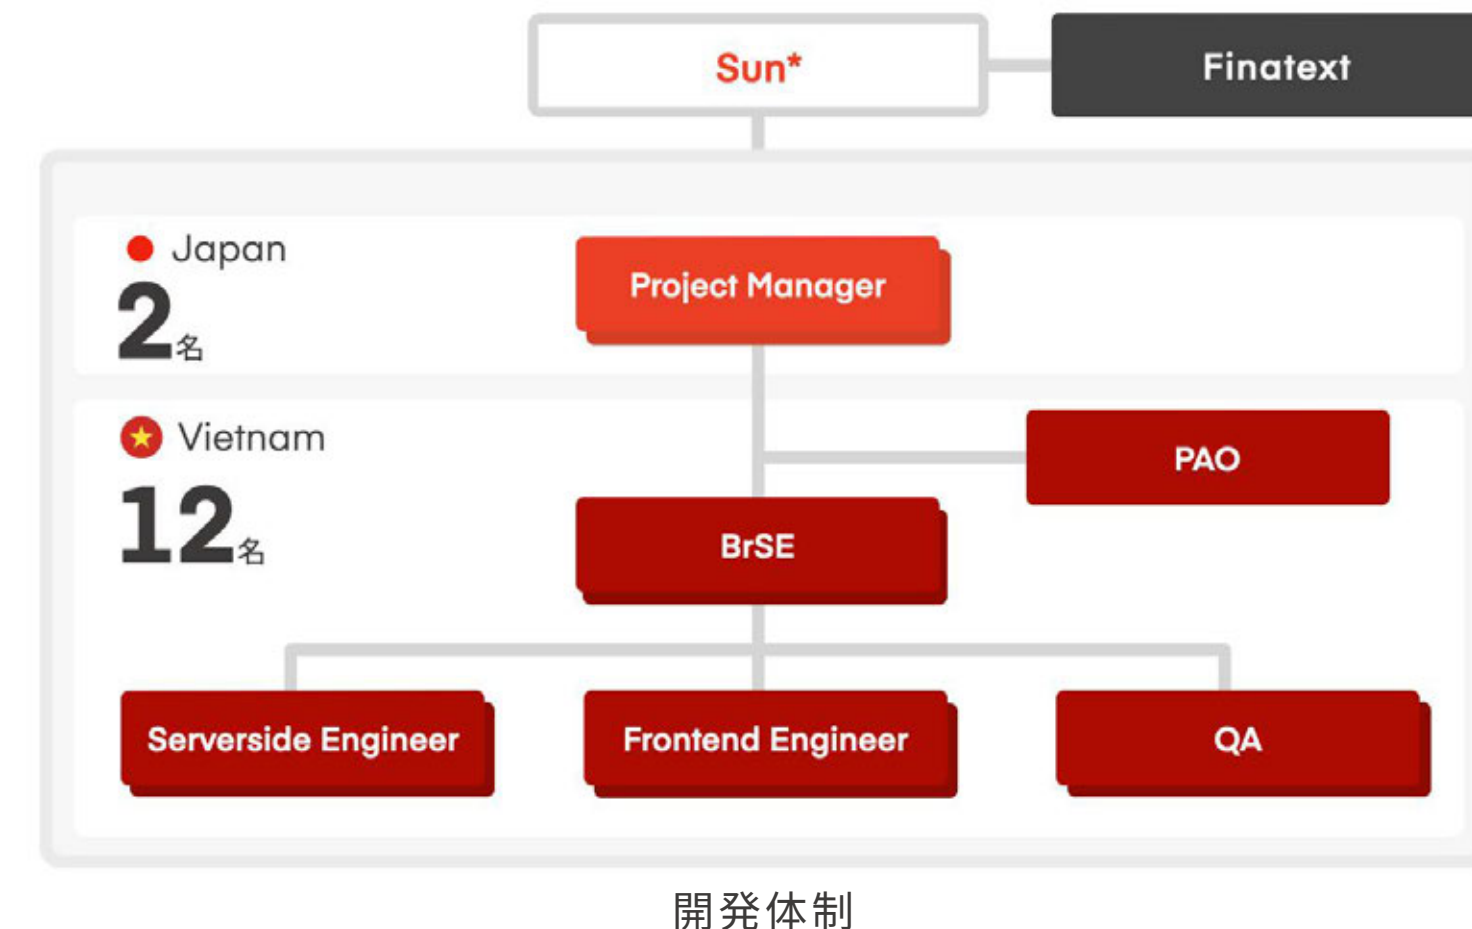 Sun*
Finatext
Japan
2名
Project Manager
Vietnam
12名
PAO
BrSE
Serverside Engineer
Frontend Engineer
QA
開発体制